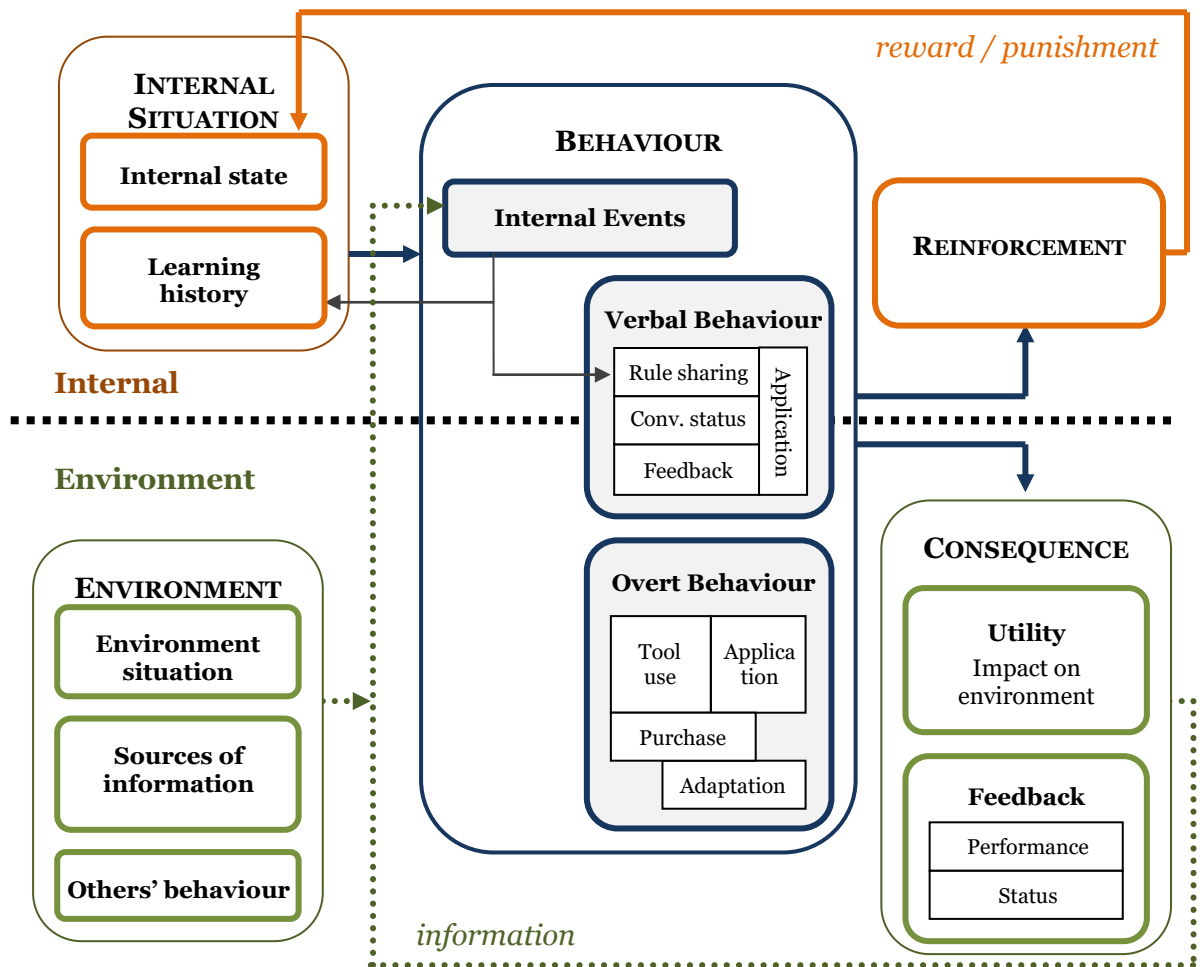 reward / punishment
INTERNAL
SITUATION
Internal state
Learning
history
Internal
BEHAVIOUR
Internal Events
Verbal Behaviour
Rule sharing
Conv. status
Feedback
Application
REINFORCEMENT
Environment
ENVIRONMENT
Environment
situation
Sources of
information
Others’ behaviour
Overt Behaviour
Tool
use
Applica
tion
Purchase
Adaptation
CONSEQUENCE
Utility
Impact on
environment
Feedback
Performance
Status
information